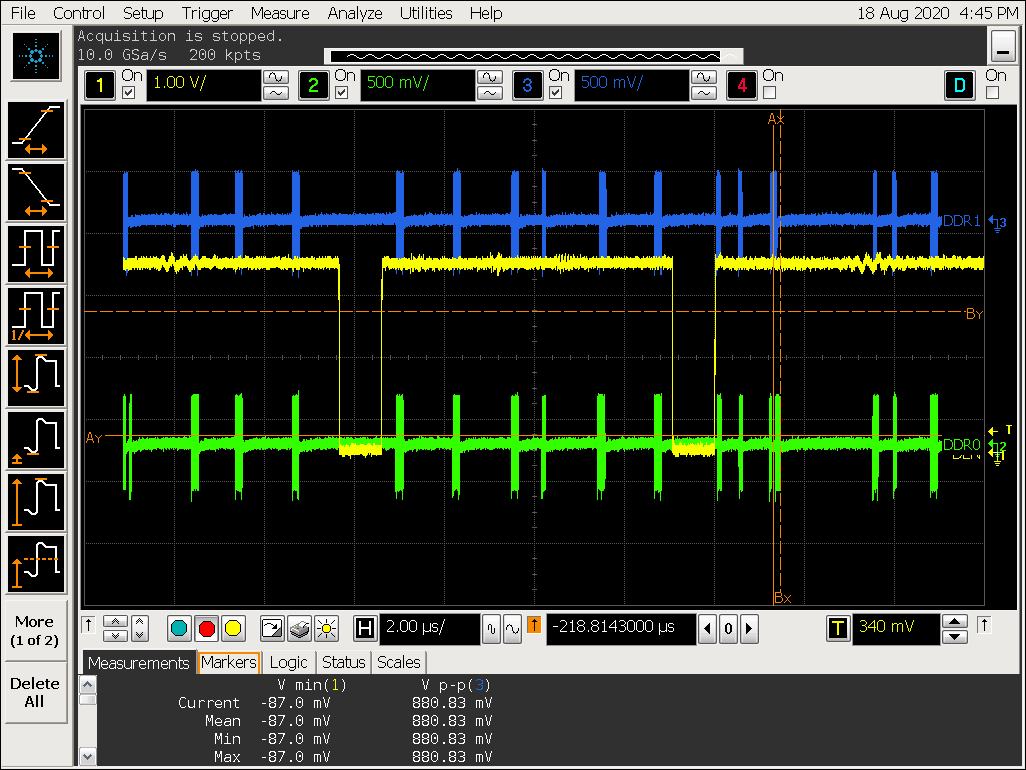 File Control Setup Trigger Measure Analyze Utilities Help 18 Aug 2020 4:45 PM
Acquisition is stopped.
10.0 GSa/s 200 kpts
1 On 1.00 V/ 2 On 500 mV/ 3 On 500 mV/ 4 On D On
Ax
DDR1 3
By
1/
T
Ay
DDR0 2
Bx
More
(1 of 2)
H 2.00 µs/ -218.8143000 µs 0 T 340 mV
Measurements Markers Logic Status Scales
Delete
All
V min(1) V p-p(3)
Current -87.0 mV 880.83 mV
Mean -87.0 mV 880.83 mV
Min -87.0 mV 880.83 mV
Max -87.0 mV 880.83 mV